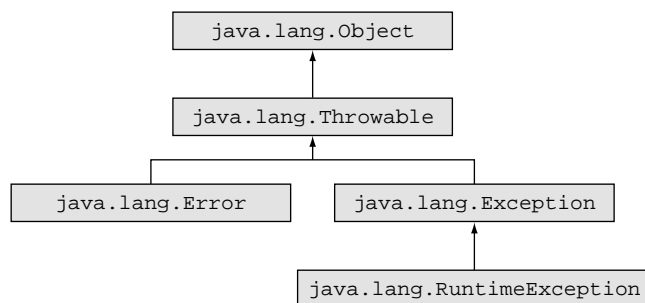 java.lang.Object
java.lang.Throwable
java.lang.Error
java.lang.Exception
java.lang.RuntimeException